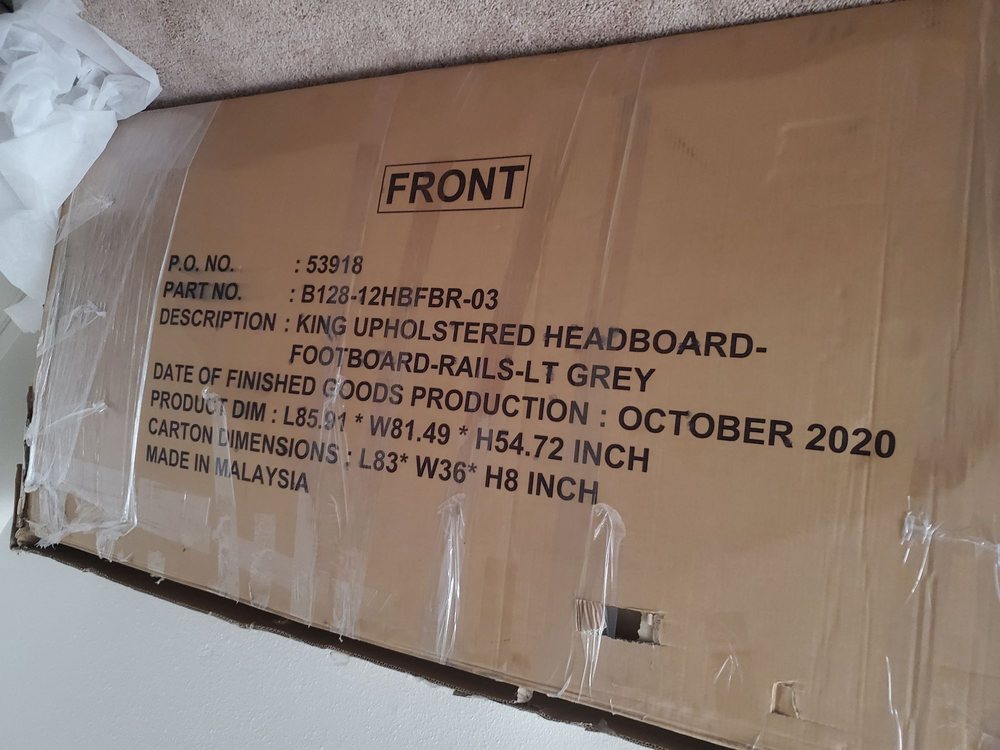 FRONT
P.O. NO. : 53918
PART NO. : B128-12HBFBR-03
DESCRIPTION : KING UPHOLSTERED HEADBOARD-
FOOTBOARD-RAILS-LT GREY
DATE OF FINISHED GOODS PRODUCTION : OCTOBER 2020
PRODUCT DIM : L85.91 * W81.49 * H54.72 INCH
CARTON DIMENSIONS : L83* W36* H8 INCH
MADE IN MALAYSIA